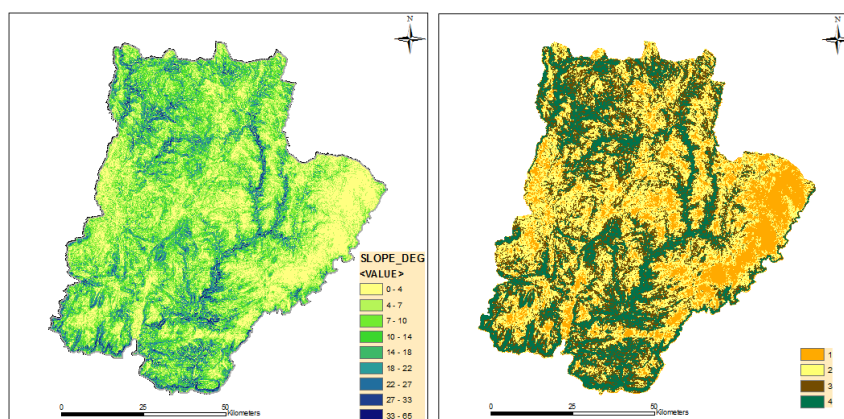 N
SLOPE_DEG
<VALUE>
0 - 4
4 - 7
7 - 10
10 - 14
14 - 18
18 - 22
22 - 27
27 - 33
33 - 65
0 25 50
Kilometers
N
1
2
3
4
0 25 50
Kilometers